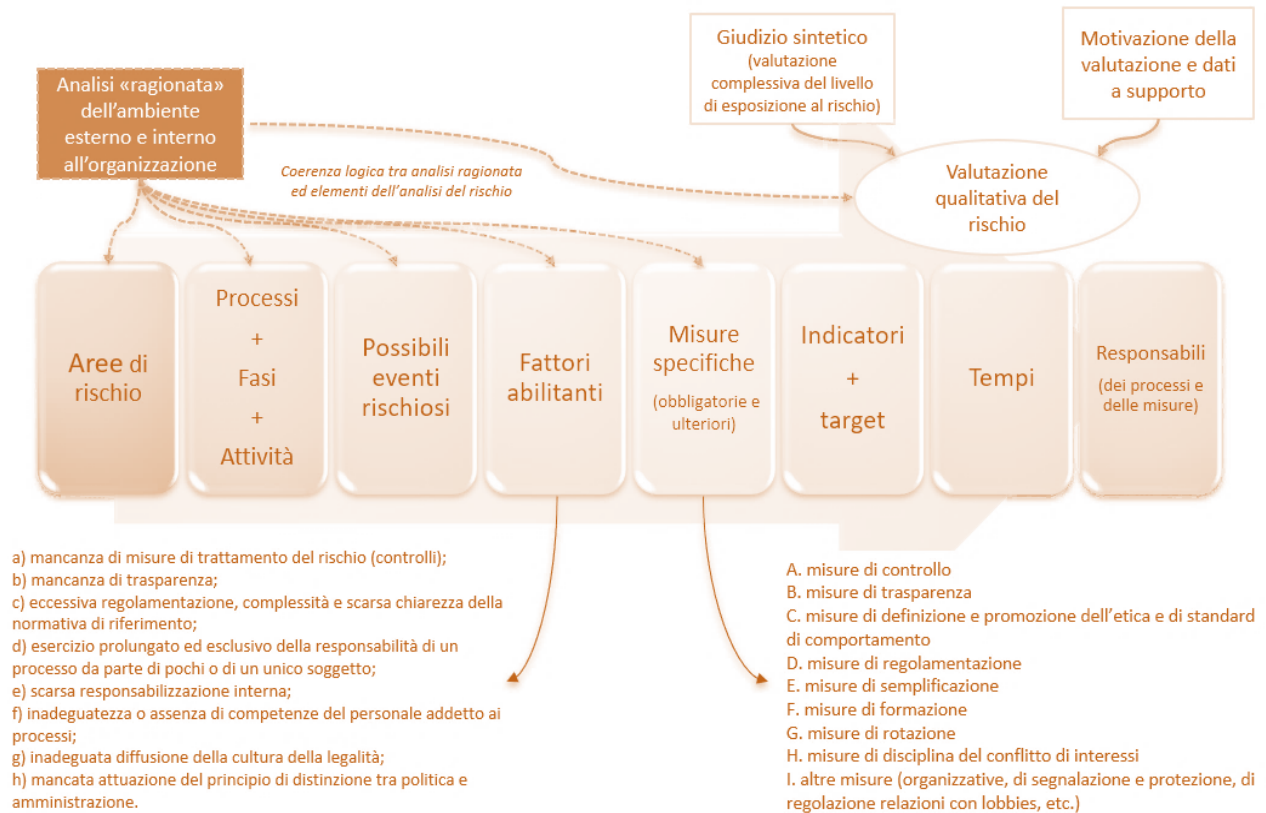 Giudizio sintetico
(valutazione
complessiva del livello
di esposizione al rischio)
Motivazione della
valutazione e dati
a supporto
Analisi «ragionata»
dell'ambiente
esterno e interno
all'organizzazione
Coerenza logica tra analisi ragionata
ed elementi dell'analisi del rischio
Valutazione
qualitativa del
rischio
Aree di
rischio
Processi
+
Fasi
+
Attività
Possibili
eventi
rischiosi
Fattori
abilitanti
Misure
specifiche
(obbligatorie e
ulteriori)
Indicatori
+
target
Tempi
Responsabili
(dei processi e
delle misure)
a) mancanza di misure di trattamento del rischio (controlli);
b) mancanza di trasparenza;
c) eccessiva regolamentazione, complessità e scarsa chiarezza della
normativa di riferimento;
d) esercizio prolungato ed esclusivo della responsabilità di un
processo da parte di pochi o di un unico soggetto;
e) scarsa responsabilizzazione interna;
f) inadeguatezza o assenza di competenze del personale addetto ai
processi;
g) inadeguata diffusione della cultura della legalità;
h) mancata attuazione del principio di distinzione tra politica e
amministrazione.
A. misure di controllo
B. misure di trasparenza
C. misure di definizione e promozione dell'etica e di standard
di comportamento
D. misure di regolamentazione
E. misure di semplificazione
F. misure di formazione
G. misure di rotazione
H. misure di disciplina del conflitto di interessi
I. altre misure (organizzative, di segnalazione e protezione, di
regolazione relazioni con lobbies, etc.)